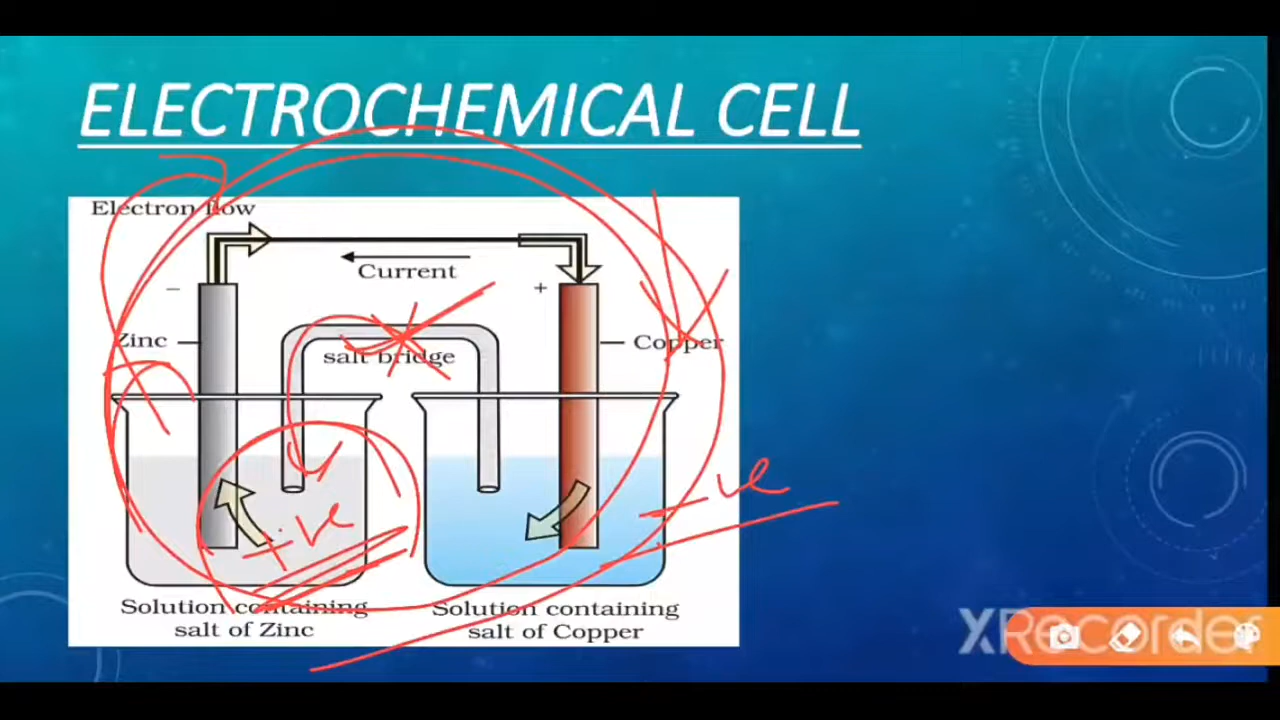 ELECTROCHEMICAL CELL
Electron flow
Current
−
+
Zinc
Copper
salt bridge
+ve
+ve
Solution containing
salt of Zinc
Solution containing
salt of Copper
XRecorder